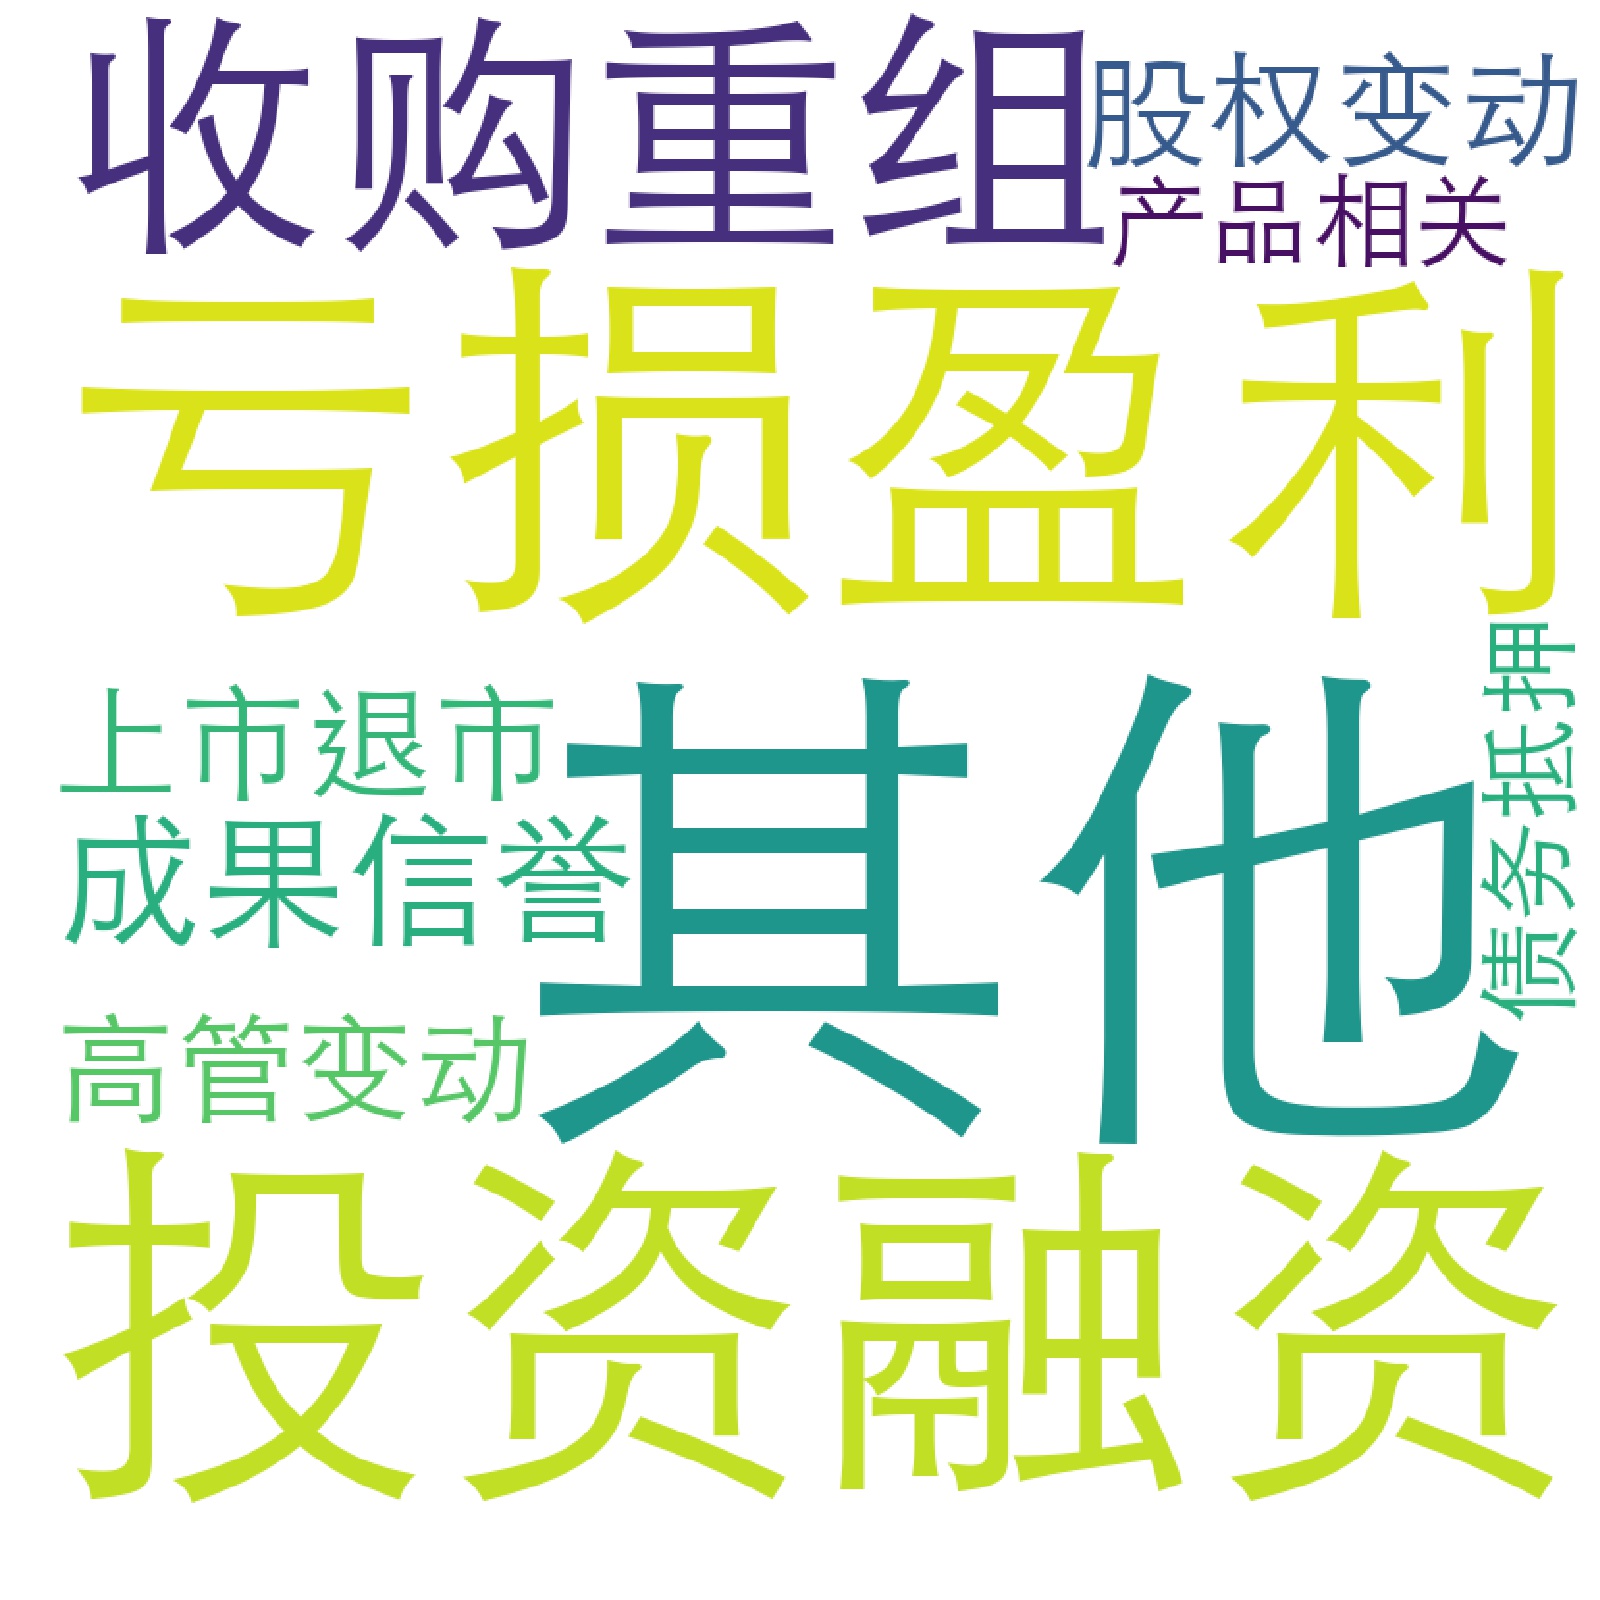 收购重组
股权变动
产品相关
亏损盈利
上市退市
其他
债务抵押
成果信誉
高管变动
投资融资